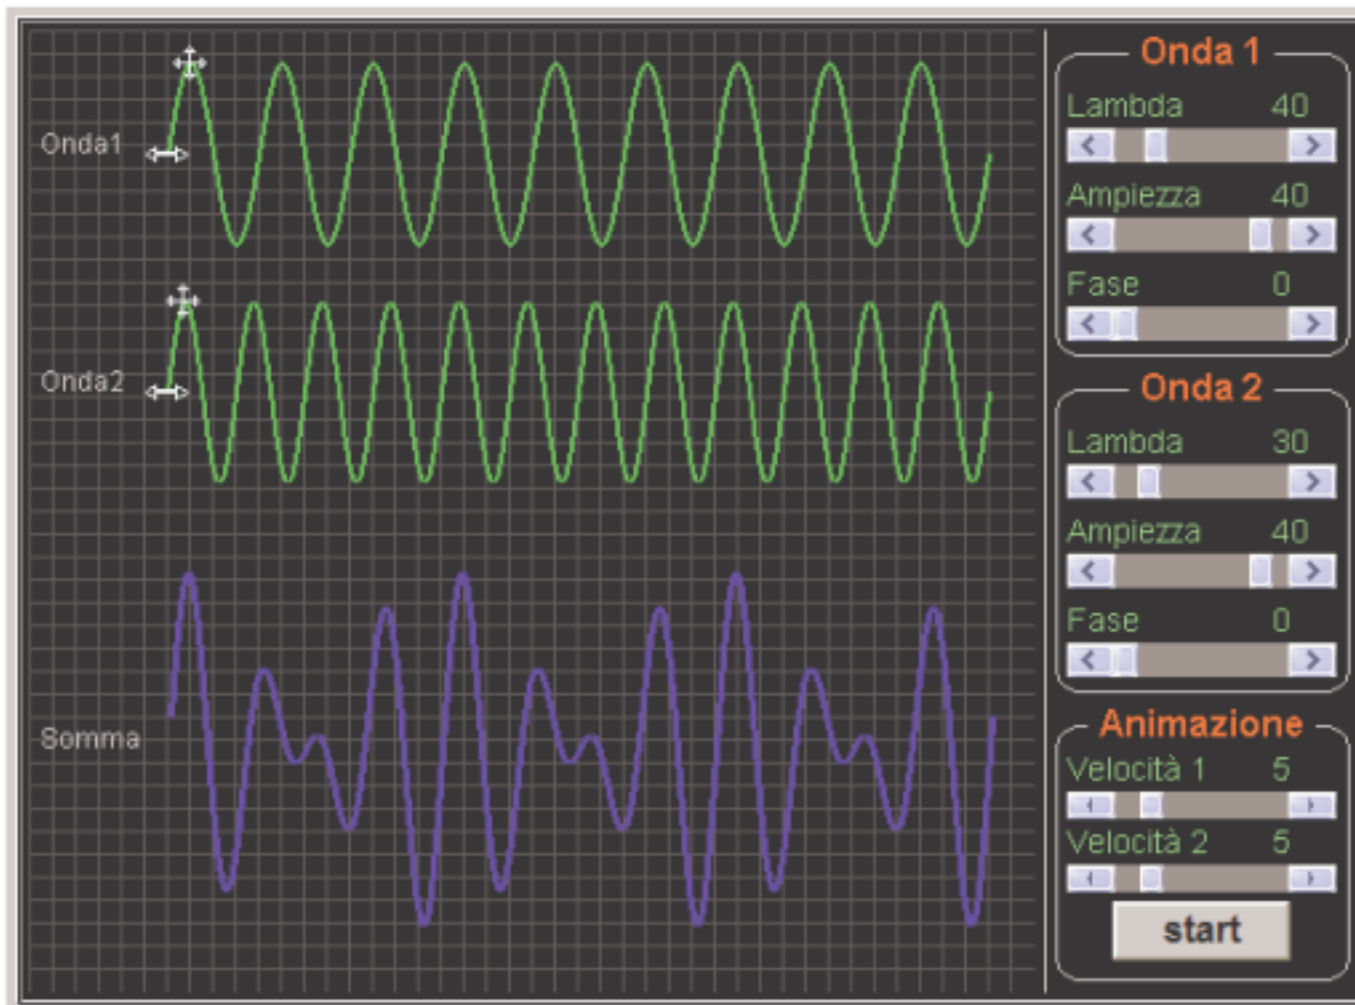 Onda1
Onda2
Somma
Onda 1
Lambda 40
Ampiezza 40
Fase 0
Onda 2
Lambda 30
Ampiezza 40
Fase 0
Animazione
Velocità 1 5
Velocità 2 5
start